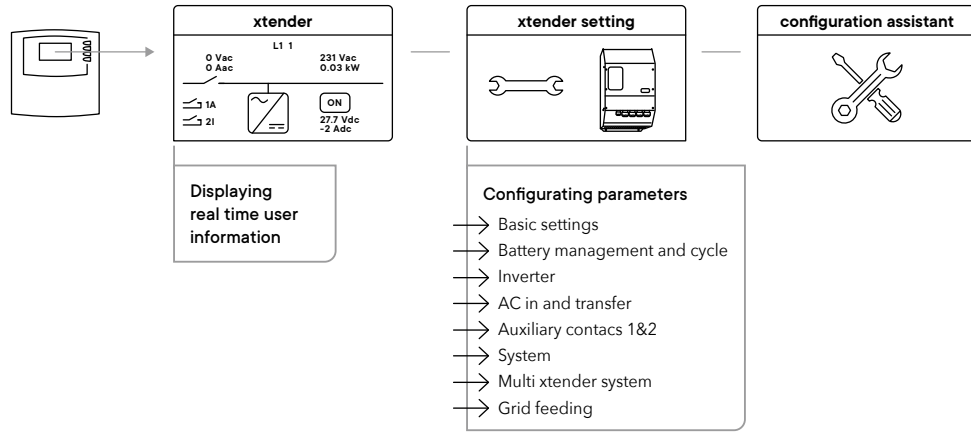 xtender
L1 1
0 Vac
0 Aac
231 Vac
0.03 kW
1A
2I
ON
27.7 Vdc
-2 Adc
xtender setting
configuration assistant
Displaying
real time user
information
Configurating parameters
Basic settings
Battery management and cycle
Inverter
AC in and transfer
Auxiliary contacs 1&2
System
Multi xtender system
Grid feeding